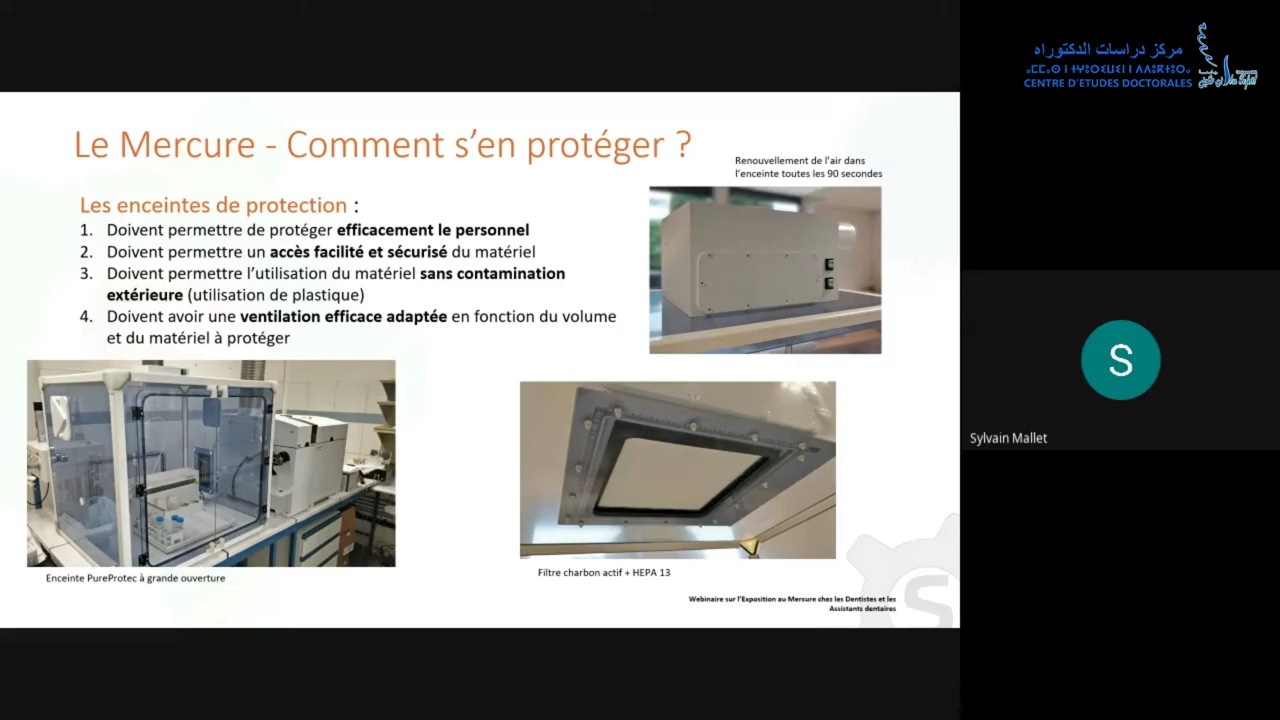 Le Mercure - Comment s'en protéger ?
Renouvellement de l'air dans
l'enceinte toutes les 90 secondes
Les enceintes de protection :
1. Doivent permettre de protéger efficacement le personnel
2. Doivent permettre un accès facilité et sécurisé du matériel
3. Doivent permettre l'utilisation du matériel sans contamination
extérieure (utilisation de plastique)
4. Doivent avoir une ventilation efficace adaptée en fonction du volume
et du matériel à protéger
Enceinte PureProtec à grande ouverture
Filtre charbon actif + HEPA 13
Webinaire sur l'Exposition au Mercure chez les Dentistes et les
Assistants dentaires
مركز دراسات الدكتوراه
CENTRE D'ETUDES DOCTORALES
S
Sylvain Mallet